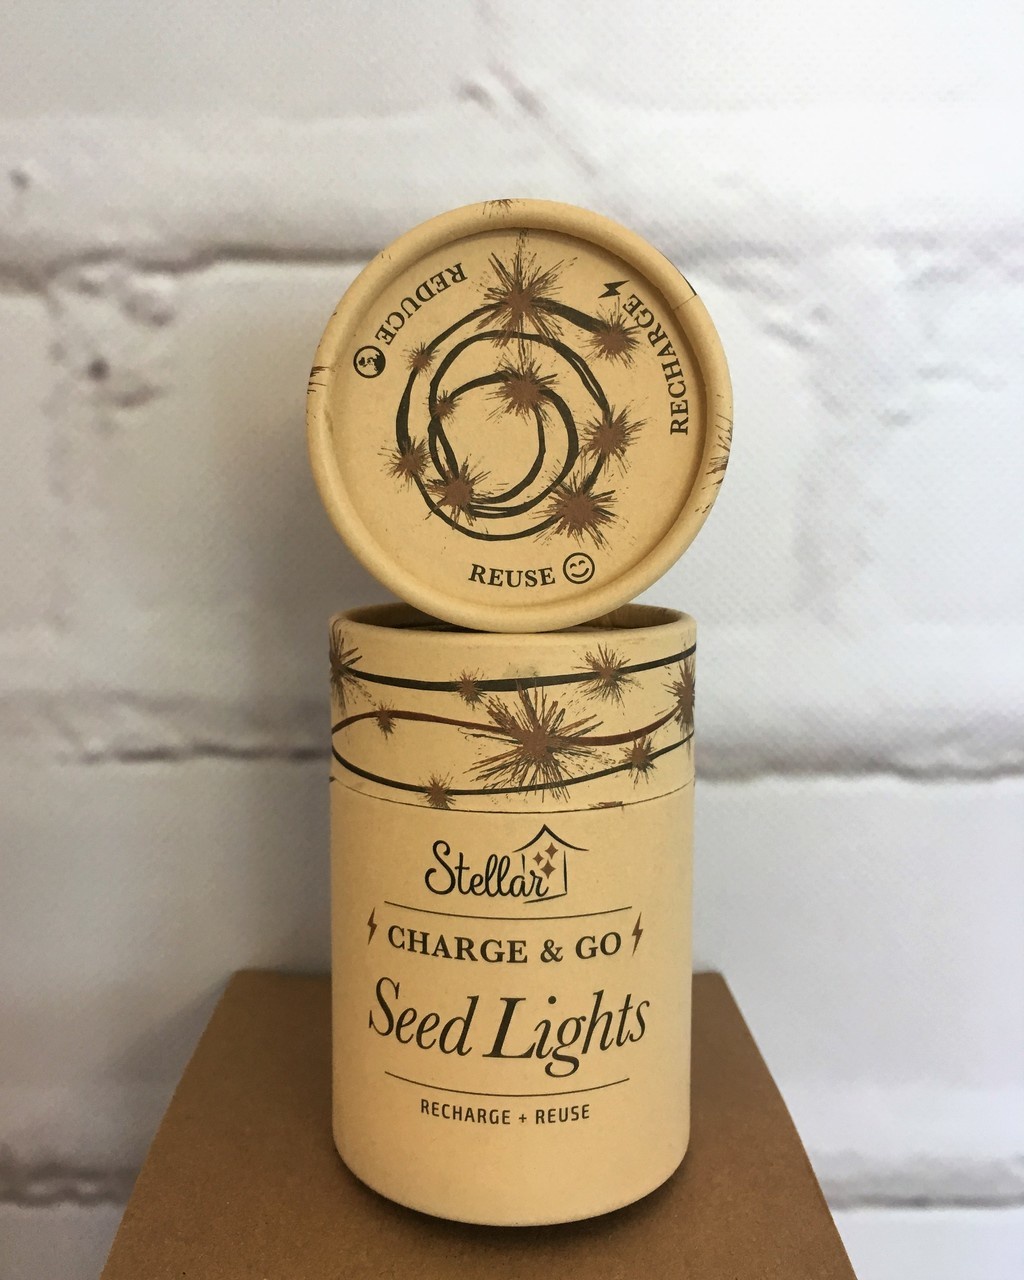 REDUCE
RECHARGE
REUSE
Stellar
CHARGE & GO
Seed Lights
RECHARGE + REUSE